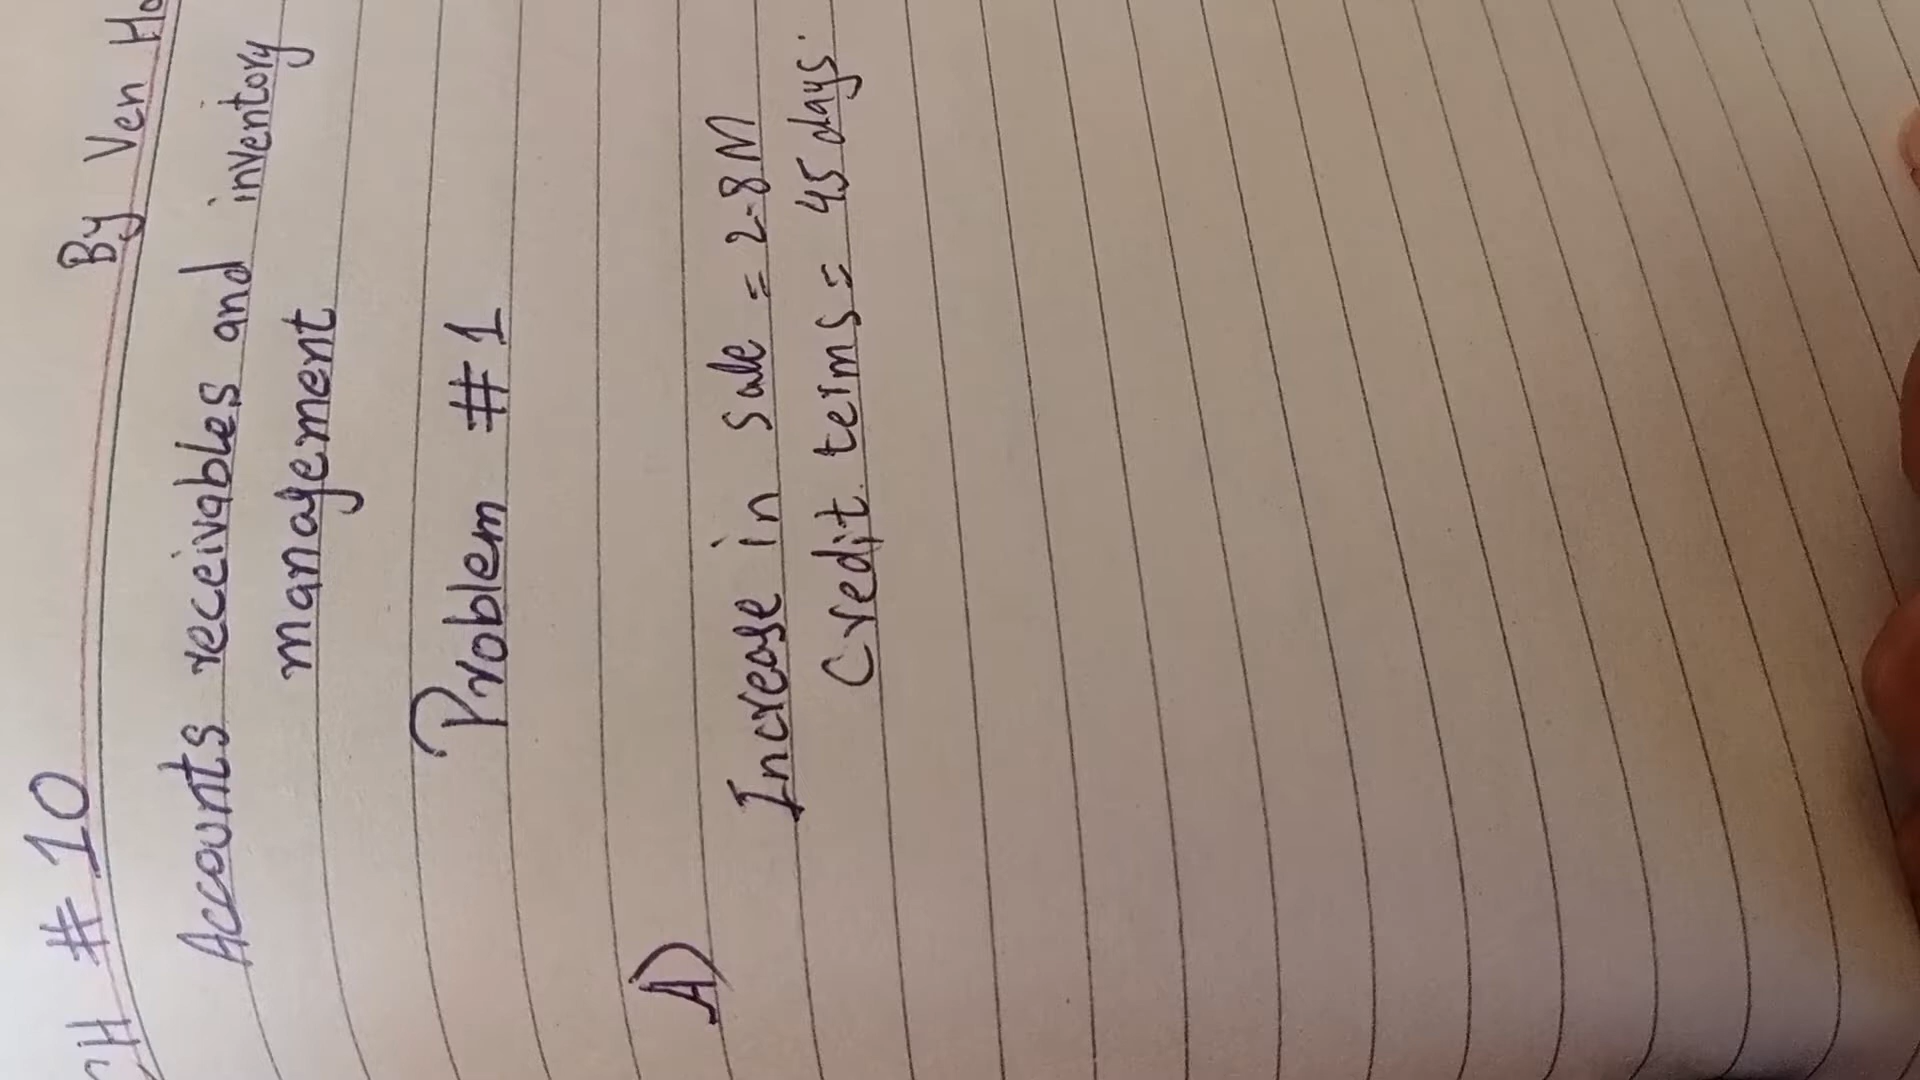 CH # 10 By Ven
Accounts receivables and inventory
management
Problem # 1
A)
Increase in sale = 2.8M
Credit terms = 45 days.